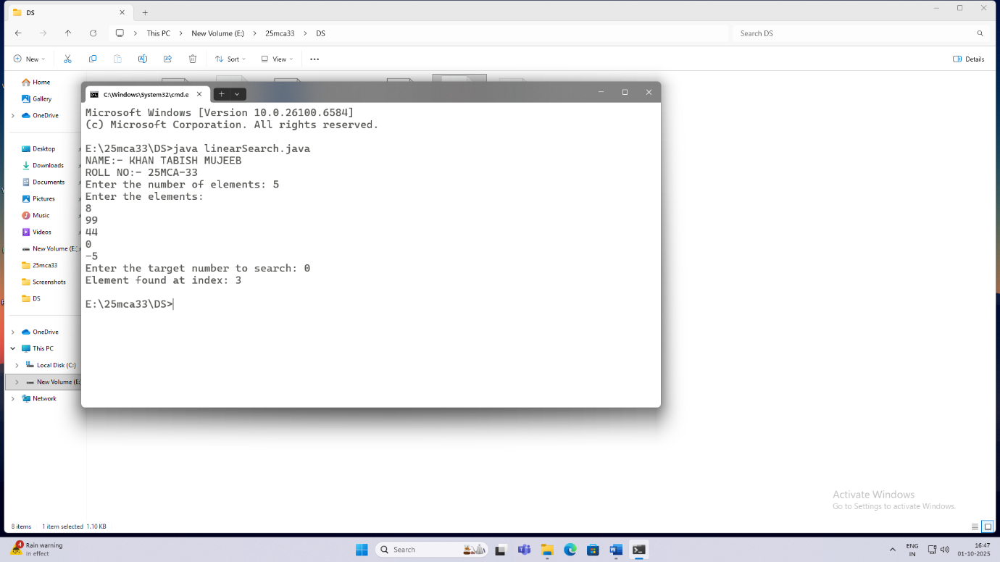 DS
This PC > New Volume (E:) > 25mca33 > DS
Search DS
New
Sort
View
Details
Home
Gallery
OneDrive
Desktop
Downloads
Documents
Pictures
Music
Videos
New Volume (E:)
25mca33
Screenshots
DS
OneDrive
This PC
Local Disk (C:)
New Volume (E:
Network
C:\Windows\System32\cmd.e
Microsoft Windows [Version 10.0.26100.6584]
(c) Microsoft Corporation. All rights reserved.
E:\25mca33\DS>java linearSearch.java
NAME:- KHAN TABISH MUJEEB
ROLL NO:- 25MCA-33
Enter the number of elements: 5
Enter the elements:
8
99
44
0
-5
Enter the target number to search: 0
Element found at index: 3
E:\25mca33\DS>
Activate Windows
Go to Settings to activate Windows.
8 items 1 item selected 1.10 KB
4
Rain warning
In effect
Search
ENG
IN
16:47
01-10-2025